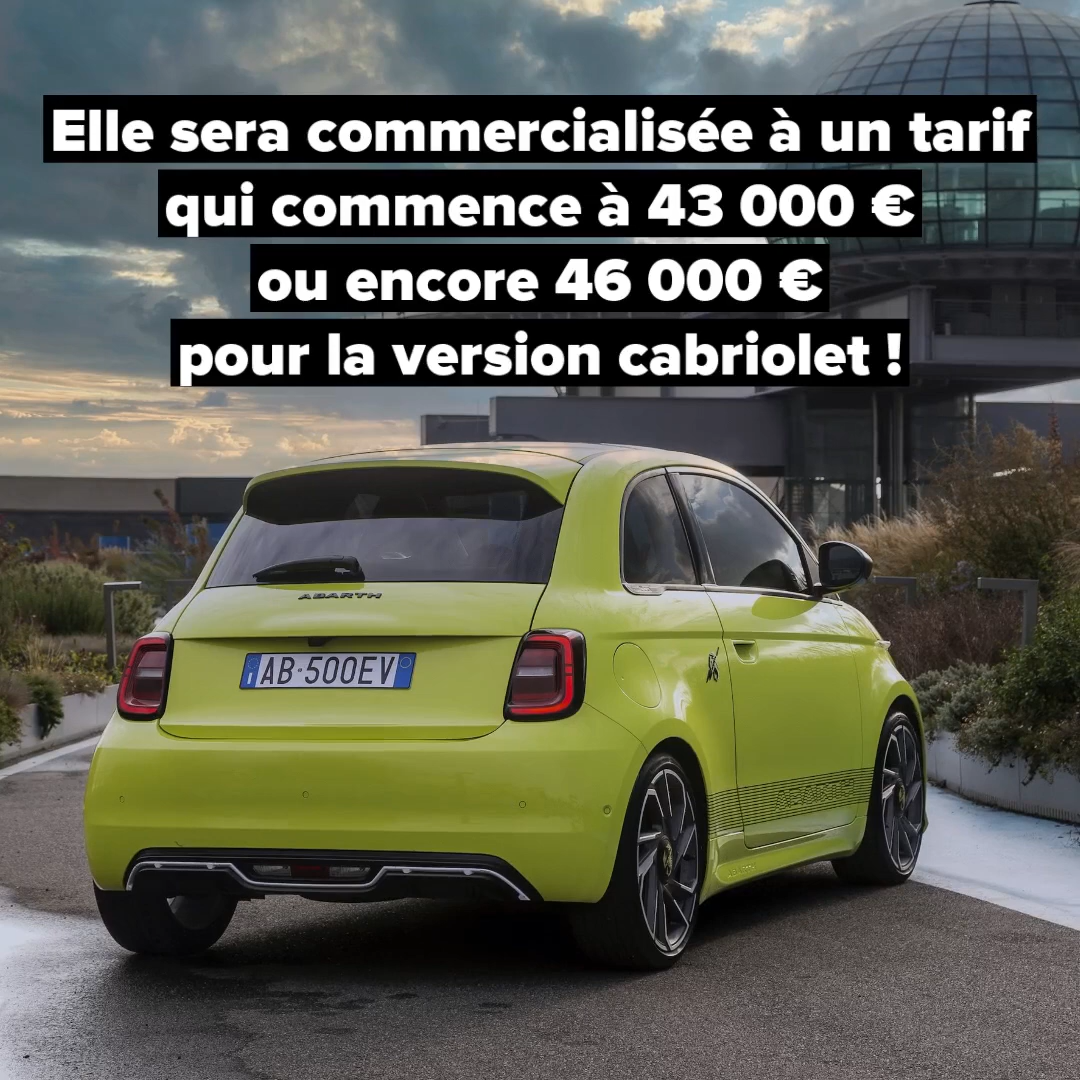 Elle sera commercialisée à un tarif
qui commence à 43 000 €
ou encore 46 000 €
pour la version cabriolet !
ABARTH
I AB·500EV
ABARTH